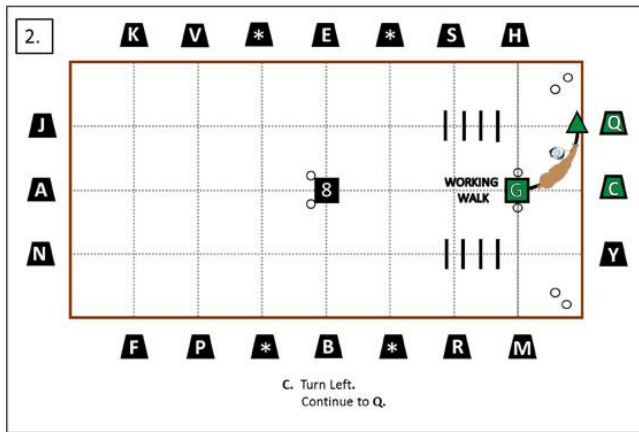 2.
K V * E * S H
J
Q
WORKING
WALK
A
8
G
C
N
Y
F P * B * R M
C. Turn Left.
Continue to Q.